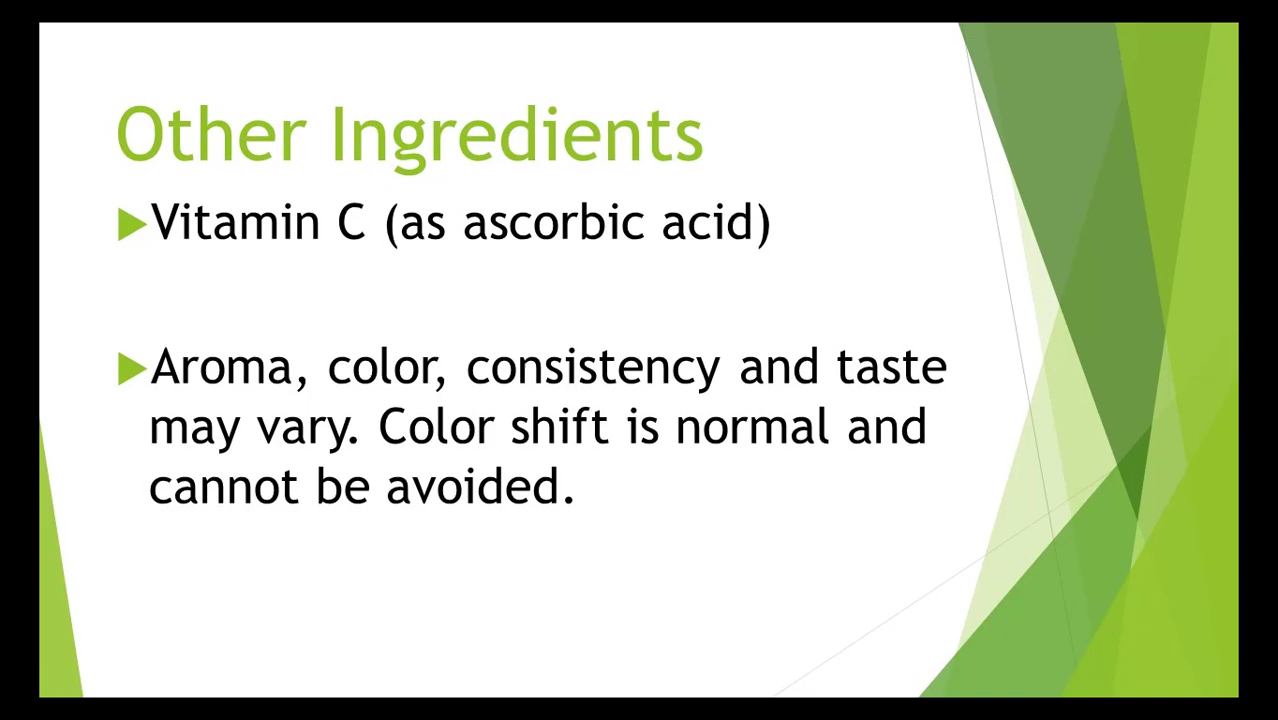 Other Ingredients
Vitamin C (as ascorbic acid)
Aroma, color, consistency and taste
may vary. Color shift is normal and
cannot be avoided.